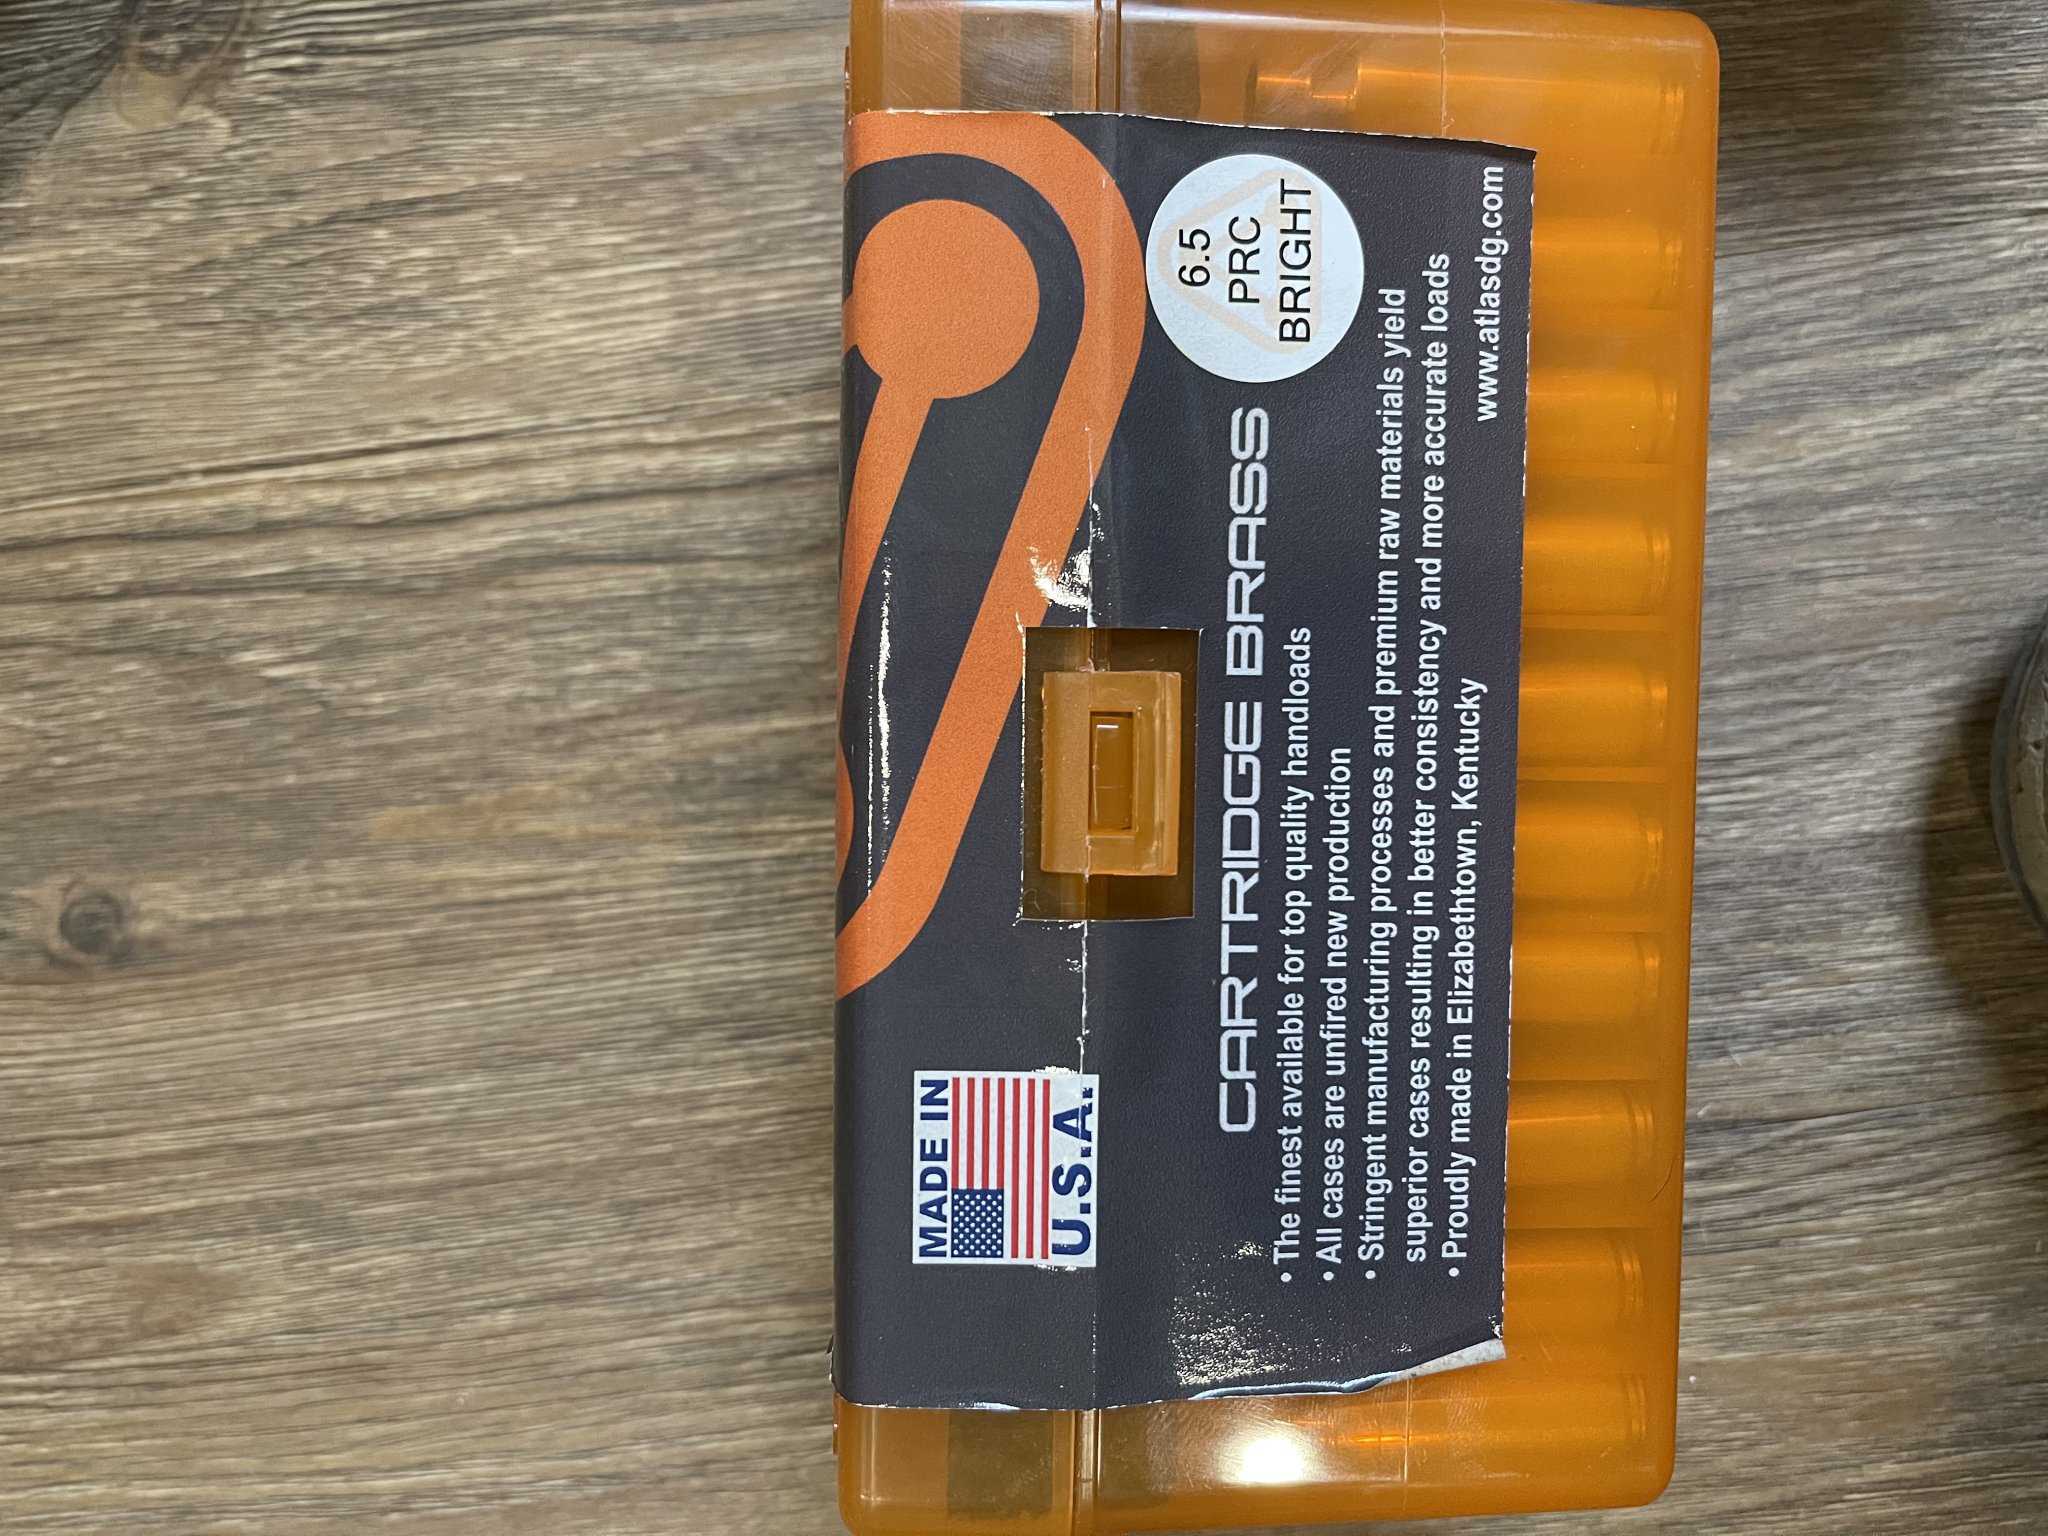 MADE IN
U.S.A.
6.5
PRC
BRIGHT
CARTRIDGE BRASS
• The finest available for top quality handloads
• All cases are unfired new production
• Stringent manufacturing processes and premium raw materials yield
superior cases resulting in better consistency and more accurate loads
• Proudly made in Elizabethtown, Kentucky
www.atlasdg.com